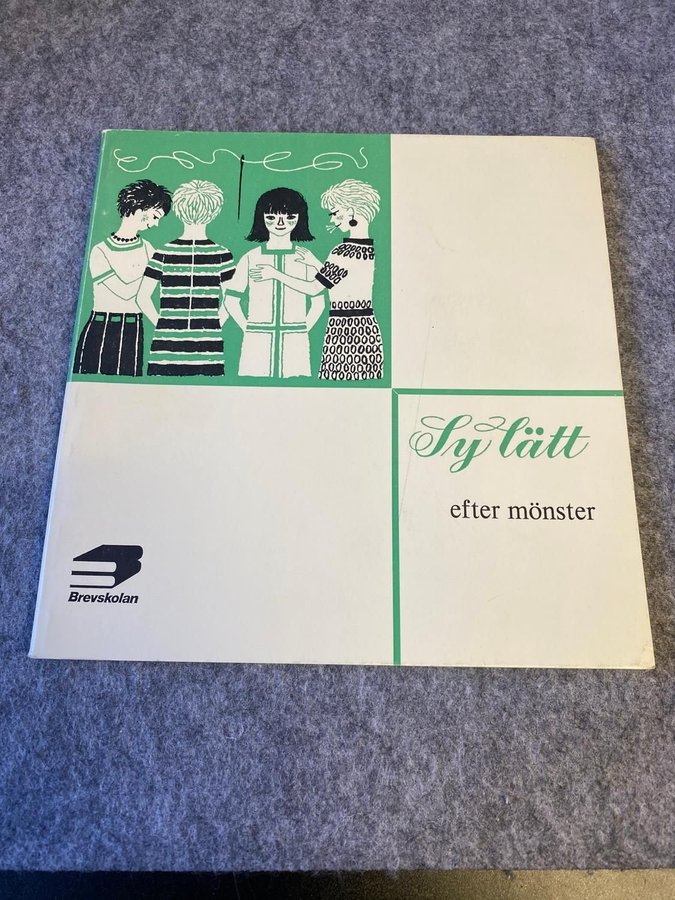 Sy lätt
efter mönster
Brevskolan